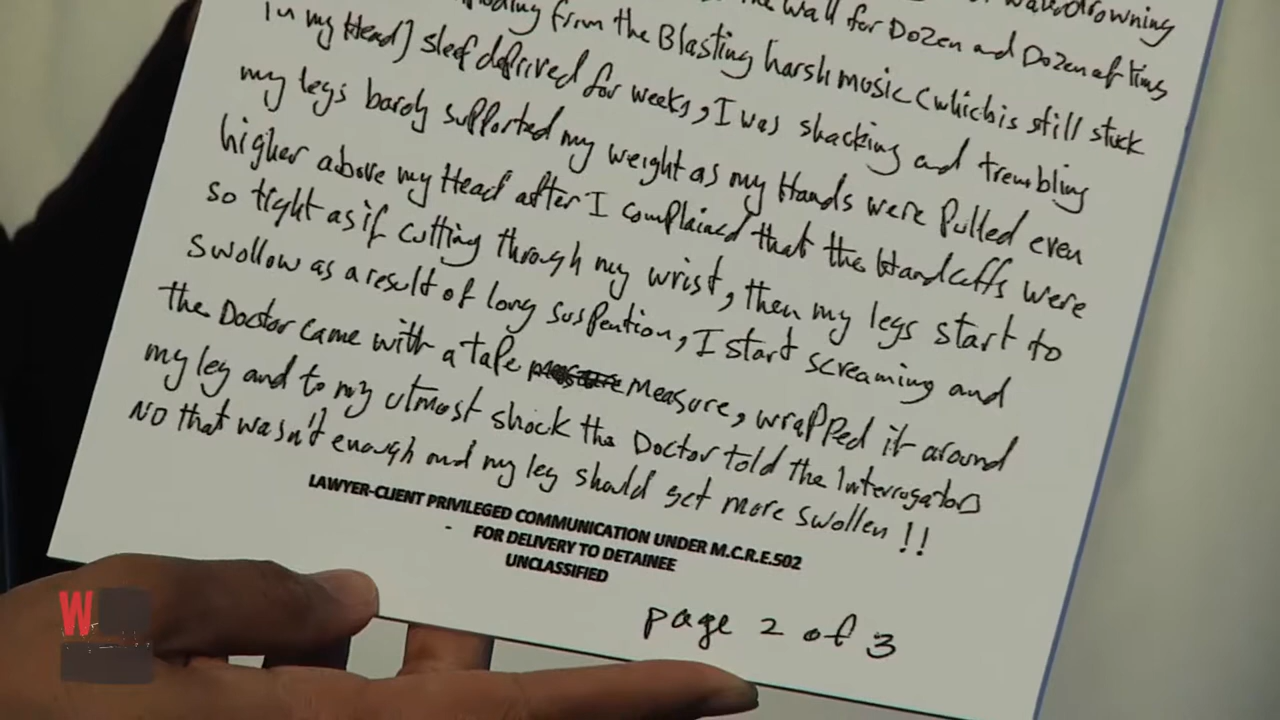 waterdrowning
the wall for Dozen and Dozen of Tims
from the Blasting harsh music (which is still stuck
In my Head) sleep deprived for weeks, I was shacking and trembling
my legs barely supported my weight as my Hands were Pulled even
higher above my Head after I complained that the Handcuffs were
so tight as if cutting through my wrist, then my legs start to
swollow as a result of long suspention, I start screaming and
the Doctor came with a tape measure, wrapped it around
my leg and to my utmost shock the Doctor told the Interrogators
NO that wasn't enough and my leg should get more swollen !!
LAWYER-CLIENT PRIVILEGED COMMUNICATION UNDER M.C.R.E.502
FOR DELIVERY TO DETAINEE
UNCLASSIFIED
page 2 of 3
W